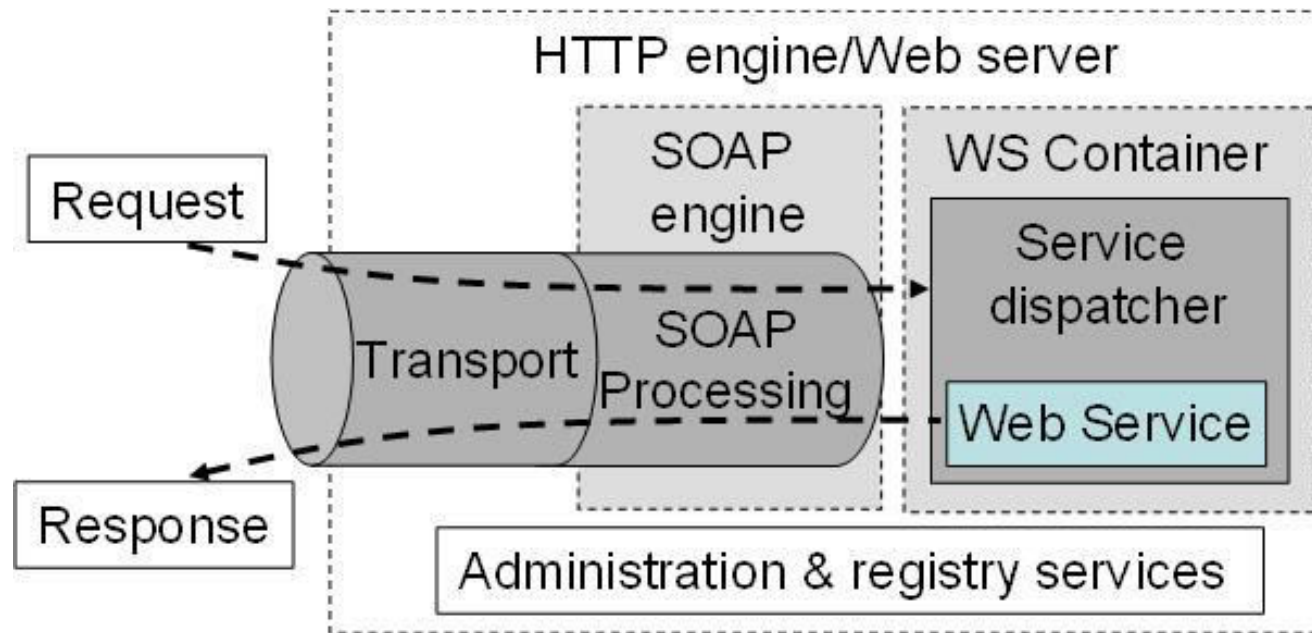 HTTP engine/Web server
SOAP
engine
WS Container
Request
Service
dispatcher
Transport
SOAP
Processing
Web Service
Response
Administration & registry services